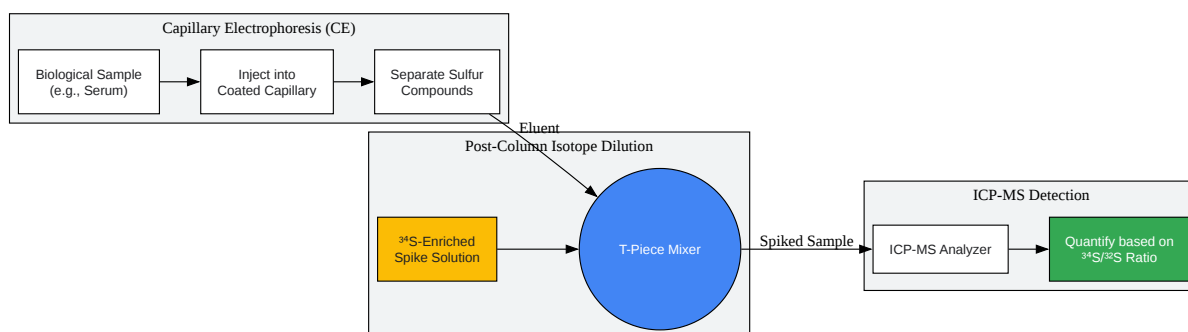 Capillary Electrophoresis (CE)
Biological Sample
(e.g., Serum)
Inject into
Coated Capillary
Separate Sulfur
Compounds
Eluent
Post-Column Isotope Dilution
³⁴S-Enriched
Spike Solution
T-Piece Mixer
Spiked Sample
ICP-MS Detection
ICP-MS Analyzer
Quantify based on
³⁴S/³²S Ratio